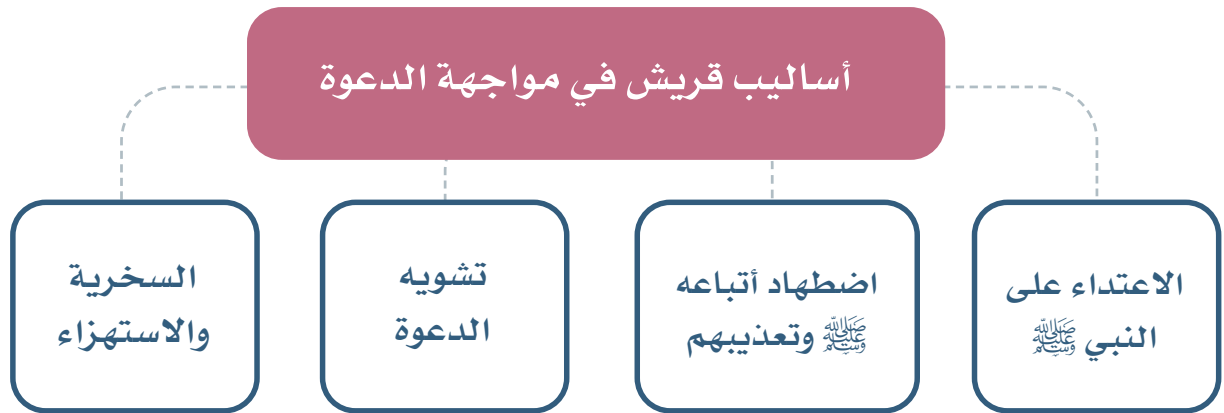 أساليب قريش في مواجهة الدعوة
الاعتداء على
النبي ﷺ
اضطهاد أتباعه
ﷺ وتعذيبهم
تشويه
الدعوة
السخرية
والاستهزاء